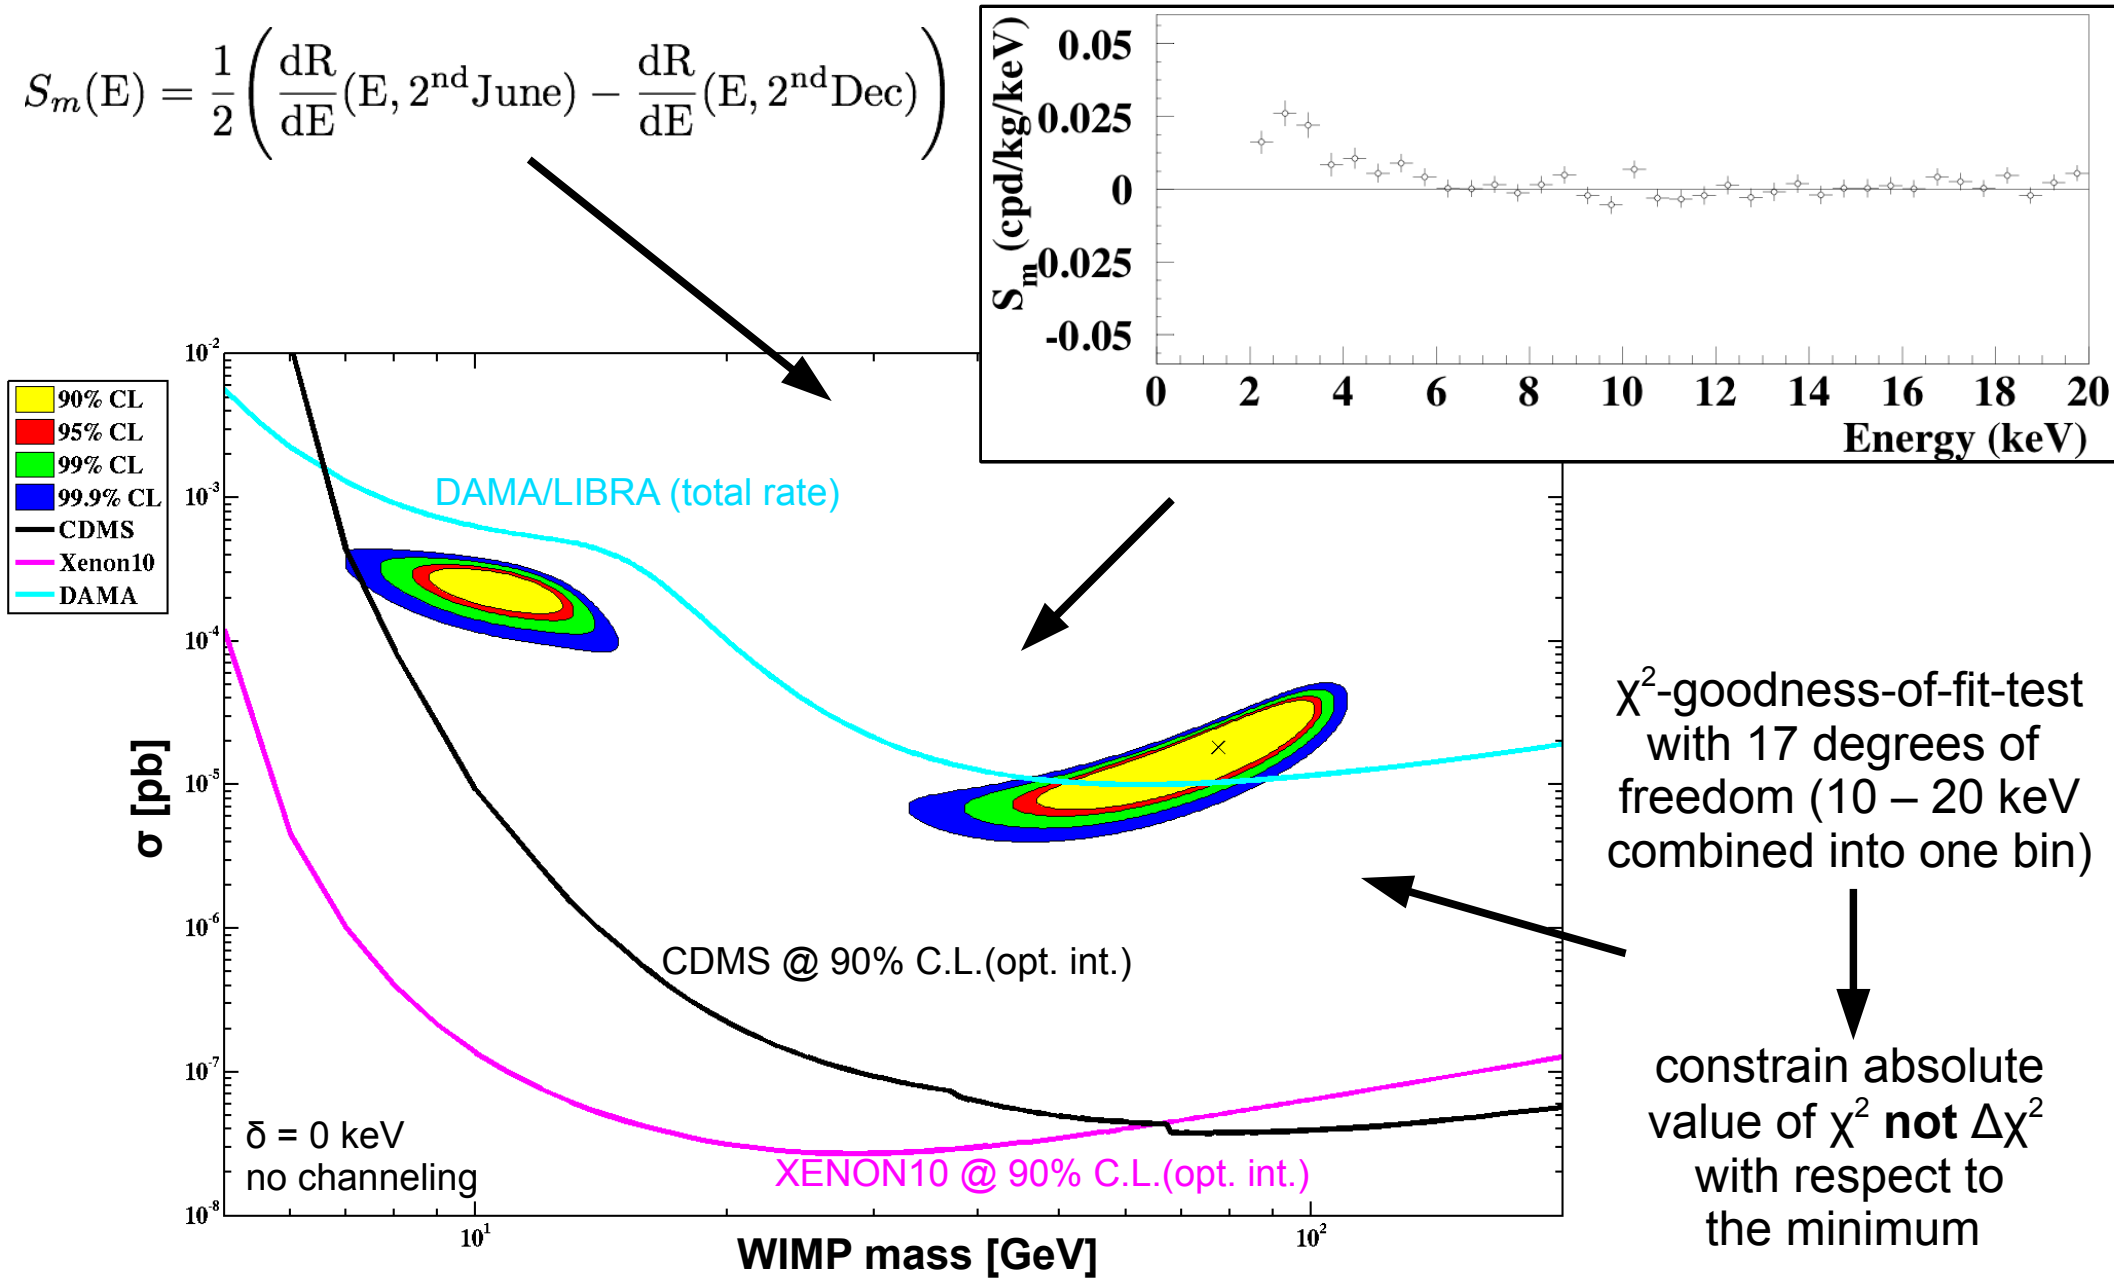 S_m(E) = 1/2 ( dR/dE (E, 2nd June) − dR/dE (E, 2nd Dec) )
S_m (cpd/kg/keV)
0.05
0.025
0
0.025
-0.05
0 2 4 6 8 10 12 14 16 18 20
Energy (keV)
90% CL
95% CL
99% CL
99.9% CL
CDMS
Xenon10
DAMA
σ [pb]
10^-2
10^-3
10^-4
10^-5
10^-6
10^-7
10^-8
DAMA/LIBRA (total rate)
CDMS @ 90% C.L.(opt. int.)
XENON10 @ 90% C.L.(opt. int.)
δ = 0 keV
no channeling
10^1 10^2
WIMP mass [GeV]
χ²-goodness-of-fit-test
with 17 degrees of
freedom (10 – 20 keV
combined into one bin)
constrain absolute
value of χ² not Δχ²
with respect to
the minimum